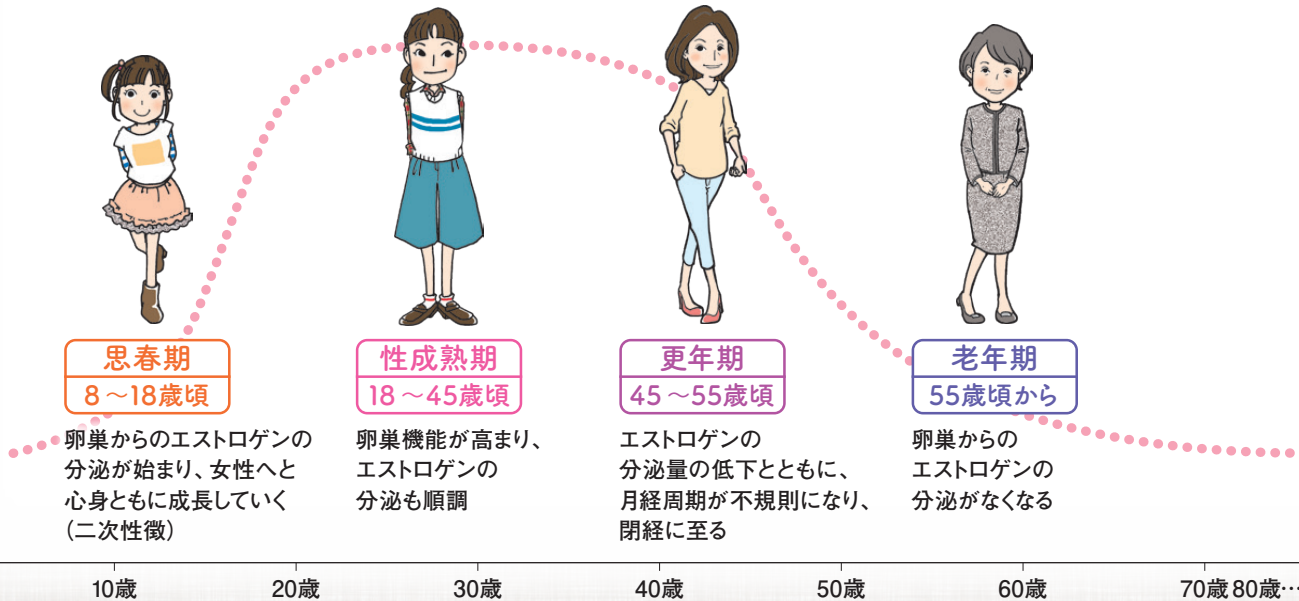 思春期
8～18歳頃
卵巣からのエストロゲンの
分泌が始まり、女性へと
心身ともに成長していく
(二次性徴)
性成熟期
18～45歳頃
卵巣機能が高まり、
エストロゲンの
分泌も順調
更年期
45～55歳頃
エストロゲンの
分泌量の低下とともに、
月経周期が不規則になり、
閉経に至る
老年期
55歳頃から
卵巣からの
エストロゲンの
分泌がなくなる
10歳 20歳 30歳 40歳 50歳 60歳 70歳 80歳…